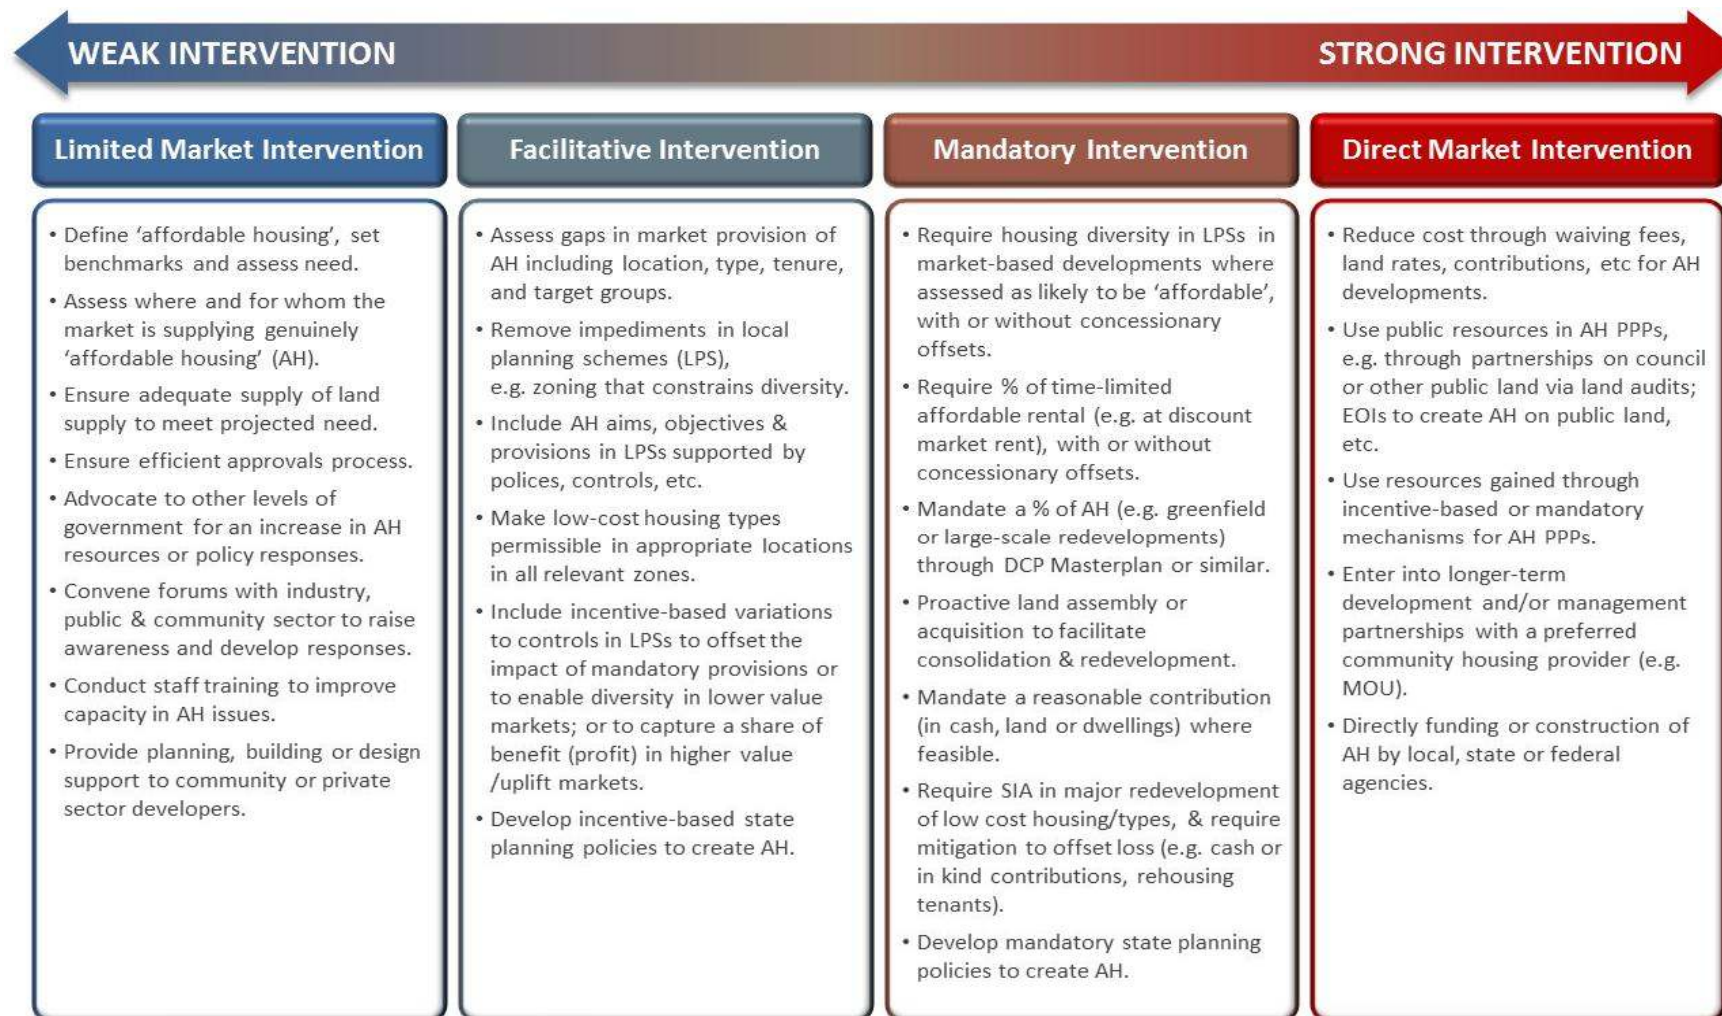 WEAK INTERVENTION
STRONG INTERVENTION
Limited Market Intervention
• Define ‘affordable housing’, set
benchmarks and assess need.
• Assess where and for whom the
market is supplying genuinely
‘affordable housing’ (AH).
• Ensure adequate supply of land
supply to meet projected need.
• Ensure efficient approvals process.
• Advocate to other levels of
government for an increase in AH
resources or policy responses.
• Convene forums with industry,
public & community sector to raise
awareness and develop responses.
• Conduct staff training to improve
capacity in AH issues.
• Provide planning, building or design
support to community or private
sector developers.
Facilitative Intervention
• Assess gaps in market provision of
AH including location, type, tenure,
and target groups.
• Remove impediments in local
planning schemes (LPS),
e.g. zoning that constrains diversity.
• Include AH aims, objectives &
provisions in LPSs supported by
polices, controls, etc.
• Make low-cost housing types
permissible in appropriate locations
in all relevant zones.
• Include incentive-based variations
to controls in LPSs to offset the
impact of mandatory provisions or
to enable diversity in lower value
markets; or to capture a share of
benefit (profit) in higher value
/uplift markets.
• Develop incentive-based state
planning policies to create AH.
Mandatory Intervention
• Require housing diversity in LPSs in
market-based developments where
assessed as likely to be ‘affordable’,
with or without concessionary
offsets.
• Require % of time-limited
affordable rental (e.g. at discount
market rent), with or without
concessionary offsets.
• Mandate a % of AH (e.g. greenfield
or large-scale redevelopments)
through DCP Masterplan or similar.
• Proactive land assembly or
acquisition to facilitate
consolidation & redevelopment.
• Mandate a reasonable contribution
(in cash, land or dwellings) where
feasible.
• Require SIA in major redevelopment
of low cost housing/types, & require
mitigation to offset loss (e.g. cash or
in kind contributions, rehousing
tenants).
• Develop mandatory state planning
policies to create AH.
Direct Market Intervention
• Reduce cost through waiving fees,
land rates, contributions, etc for AH
developments.
• Use public resources in AH PPPs,
e.g. through partnerships on council
or other public land via land audits;
EOIs to create AH on public land,
etc.
• Use resources gained through
incentive-based or mandatory
mechanisms for AH PPPs.
• Enter into longer-term
development and/or management
partnerships with a preferred
community housing provider (e.g.
MOU).
• Directly funding or construction of
AH by local, state or federal
agencies.